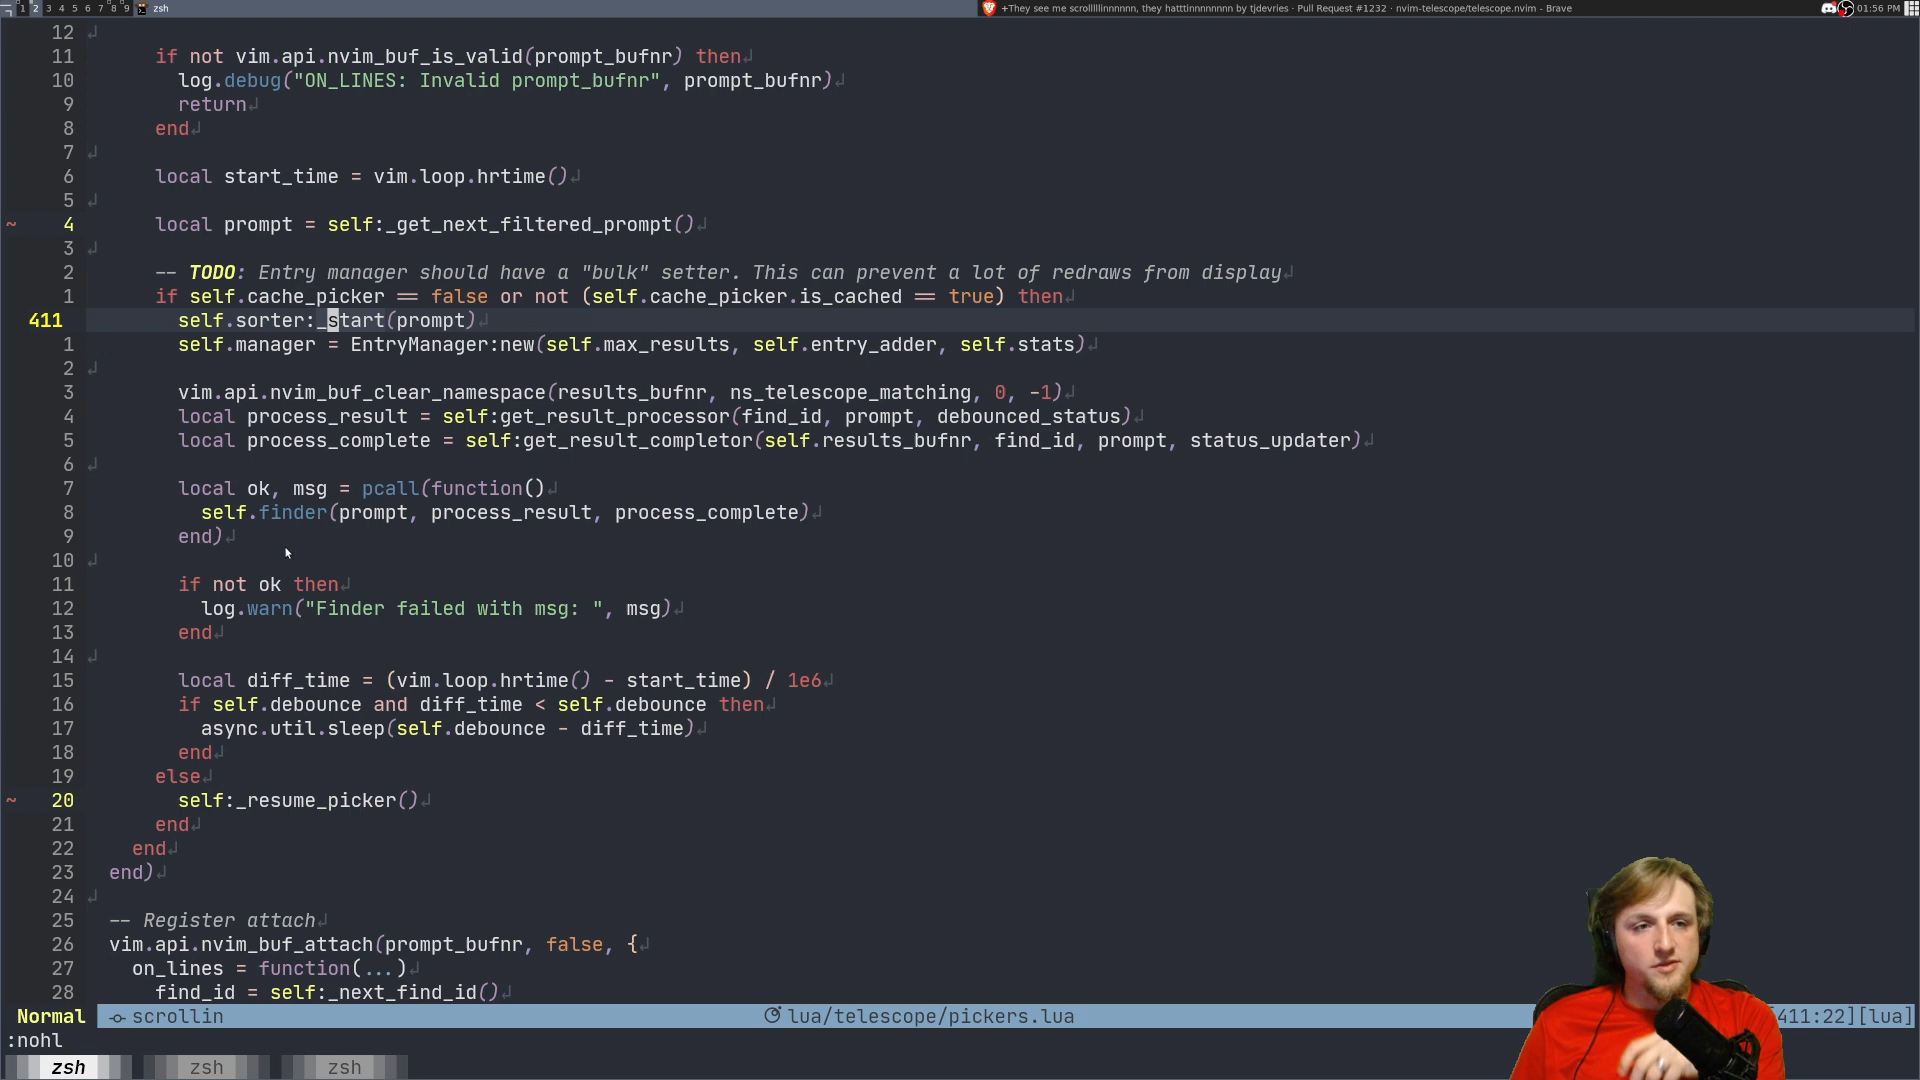 1 2 3 4 5 6 7 8 9 zsh +They see me scrolllllinnnnnn, they hatttinnnnnnnn by tjdevries · Pull Request #1232 · nvim-telescope/telescope.nvim - Brave 01:56 PM
12
11 if not vim.api.nvim_buf_is_valid(prompt_bufnr) then
10 log.debug("ON_LINES: Invalid prompt_bufnr", prompt_bufnr)
9 return
8 end
7
6 local start_time = vim.loop.hrtime()
5
~ 4 local prompt = self:_get_next_filtered_prompt()
3
2 -- TODO: Entry manager should have a "bulk" setter. This can prevent a lot of redraws from display
1 if self.cache_picker == false or not (self.cache_picker.is_cached == true) then
411 self.sorter:_start(prompt)
1 self.manager = EntryManager:new(self.max_results, self.entry_adder, self.stats)
2
3 vim.api.nvim_buf_clear_namespace(results_bufnr, ns_telescope_matching, 0, -1)
4 local process_result = self:get_result_processor(find_id, prompt, debounced_status)
5 local process_complete = self:get_result_completor(self.results_bufnr, find_id, prompt, status_updater)
6
7 local ok, msg = pcall(function()
8 self.finder(prompt, process_result, process_complete)
9 end)
10
11 if not ok then
12 log.warn("Finder failed with msg: ", msg)
13 end
14
15 local diff_time = (vim.loop.hrtime() - start_time) / 1e6
16 if self.debounce and diff_time < self.debounce then
17 async.util.sleep(self.debounce - diff_time)
18 end
19 else
~ 20 self:_resume_picker()
21 end
22 end
23 end)
24
25 -- Register attach
26 vim.api.nvim_buf_attach(prompt_bufnr, false, {
27 on_lines = function(...)
28 find_id = self:_next_find_id()
Normal scrollin lua/telescope/pickers.lua 411:22][lua]
:nohl
zsh zsh zsh